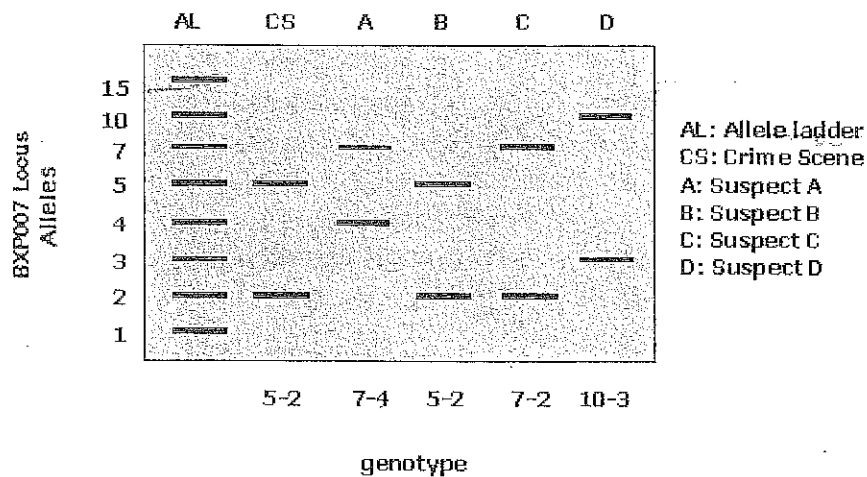 AL CS A B C D
15
10
7
5
4
3
2
1
BXP007 Locus
Alleles
AL: Allele ladder
CS: Crime Scene
A: Suspect A
B: Suspect B
C: Suspect C
D: Suspect D
5-2 7-4 5-2 7-2 10-3
genotype